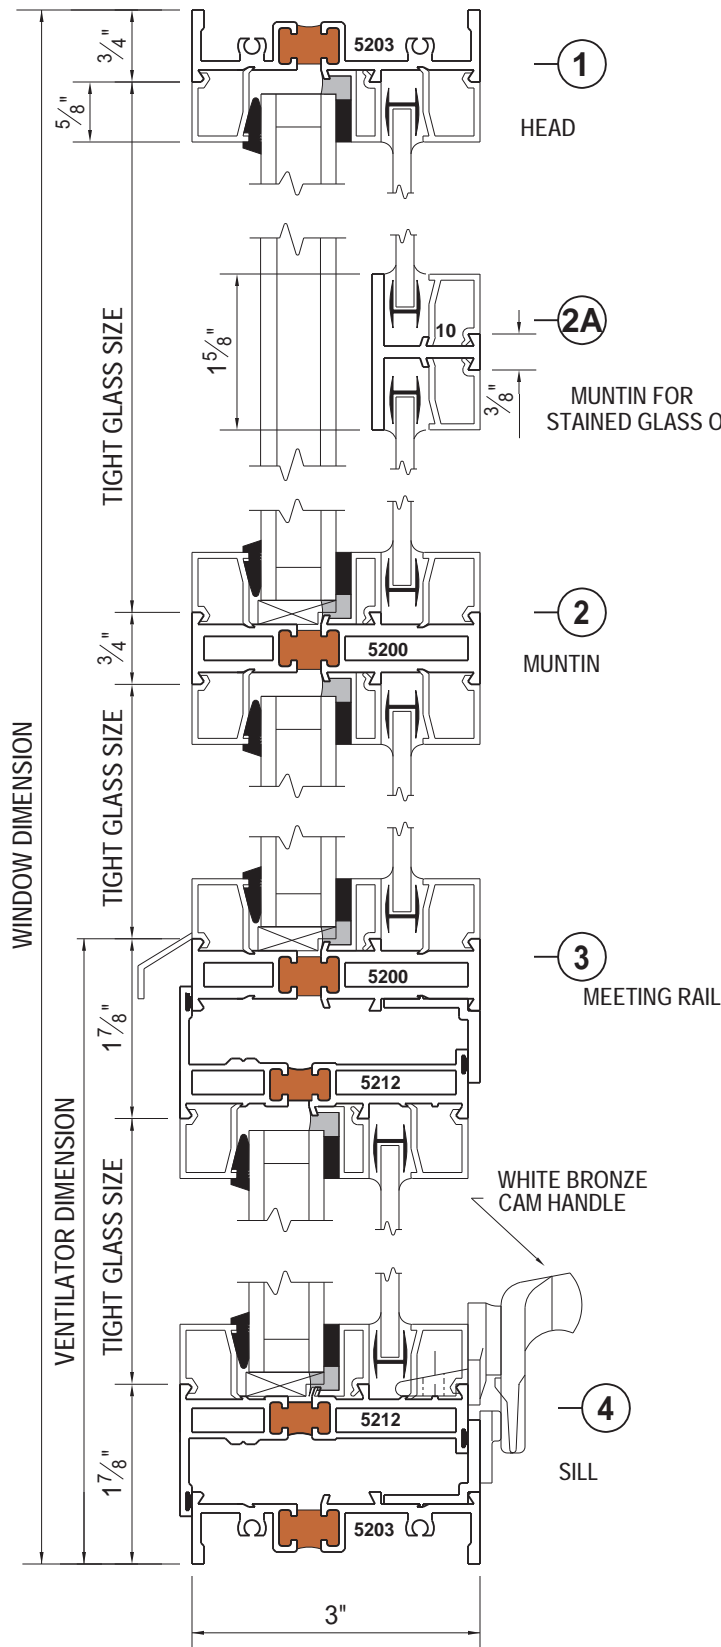 3/4"
5203
1
5/8"
HEAD
TIGHT GLASS SIZE
1 5/8"
10
2A
3/8"
MUNTIN FOR
STAINED GLASS O
2
3/4"
5200
MUNTIN
WINDOW DIMENSION
TIGHT GLASS SIZE
3
5200
MEETING RAIL
1 7/8"
5212
VENTILATOR DIMENSION
TIGHT GLASS SIZE
WHITE BRONZE
CAM HANDLE
4
5212
1 7/8"
SILL
5203
3"